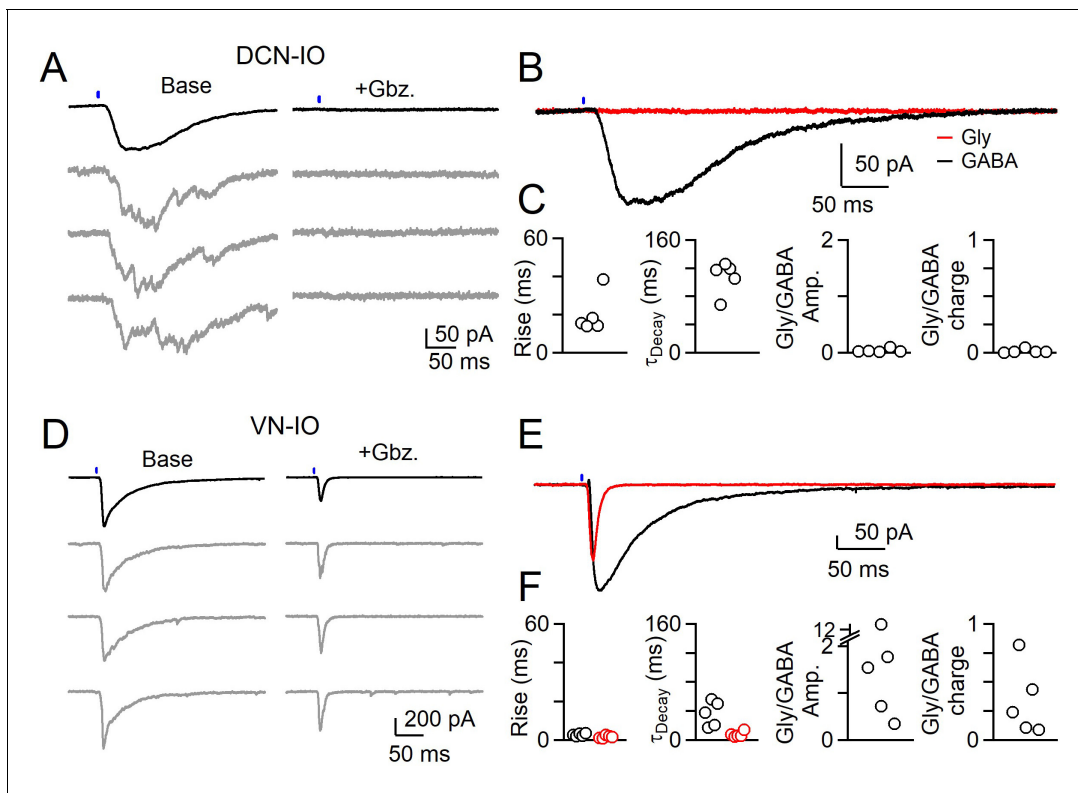 A
DCN-IO
Base
+Gbz.
50 pA
50 ms
B
Gly
GABA
50 pA
50 ms
C
60
0
Rise (ms)
160
0
τDecay (ms)
2
0
Gly/GABA
Amp.
1
0
Gly/GABA
charge
D
VN-IO
Base
+Gbz.
200 pA
50 ms
E
50 pA
50 ms
F
60
0
Rise (ms)
160
0
τDecay (ms)
12
2
0
Gly/GABA
Amp.
1
0
Gly/GABA
charge